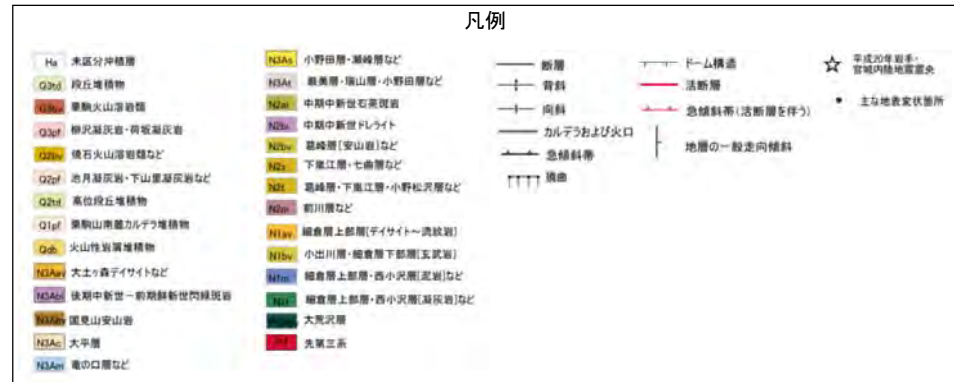 凡例
Ha 未区分沖積層
Q3td 段丘堆積物
栗駒火山溶岩類
Q3pf 柳沢凝灰岩・荷坂凝灰岩
Q2bv 焼石火山溶岩類など
Q2pf 池月凝灰岩・下山里凝灰岩など
Q2td 高位段丘堆積物
Q1pf 栗駒山南麓カルデラ堆積物
Qdb 火山性岩屑堆積物
N3Aav 大土ヶ森デイサイトなど
N3Abi 後期中新世－前期鮮新世閃緑斑岩
N3Abv 国見山安山岩
N3Ac 大平層
N3Am 竜の口層など
N3As 小野田層・瀬峰層など
N3At 厳美層・瑞山層・小野田層など
N2ai 中期中新世石英斑岩
N2bi 中期中新世ドレライト
N2bv 葛峰層[安山岩]など
N2s 下嵐江層・七曲層など
N2t 葛峰層・下嵐江層・小野松沢層など
N2m 前川層など
N1av 細倉層上部層[デイサイト～流紋岩]
N1bv 小出川層・細倉層下部層[玄武岩]
N1m 細倉層上部層・西小沢層[泥岩]など
N1t 細倉層上部層・西小沢層[凝灰岩]など
大荒沢層
先第三系
断層
背斜
向斜
カルデラおよび火口
急傾斜帯
撓曲
ドーム構造
活断層
急傾斜帯(活断層を伴う)
地層の一般走向傾斜
平成20年岩手・
宮城内陸地震震央
主な地表変状箇所